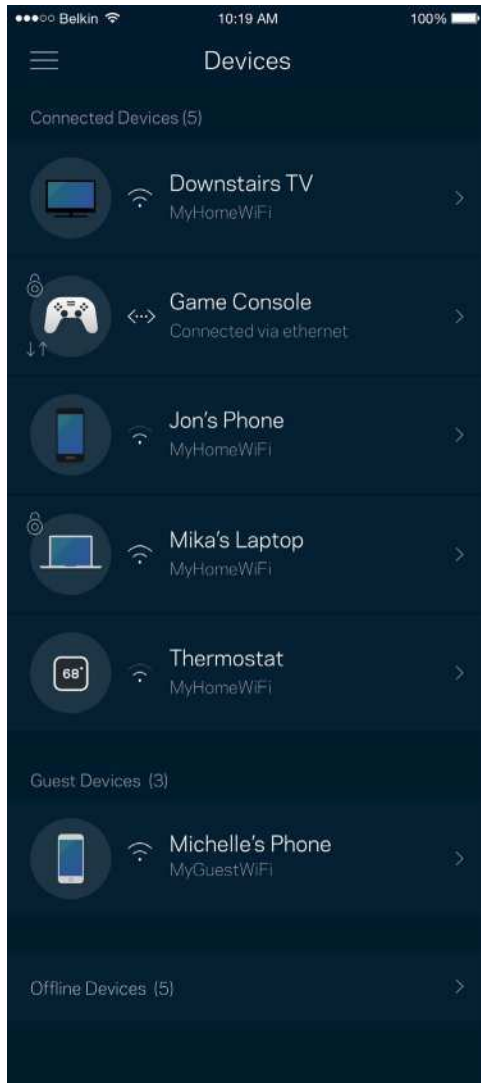 Belkin
10:19 AM
100%
Devices
Connected Devices (5)
Downstairs TV
MyHomeWiFi
Game Console
Connected via ethernet
Jon's Phone
MyHomeWiFi
Mika's Laptop
MyHomeWiFi
68°
Thermostat
MyHomeWiFi
Guest Devices (3)
Michelle's Phone
MyGuestWiFi
Offline Devices (5)